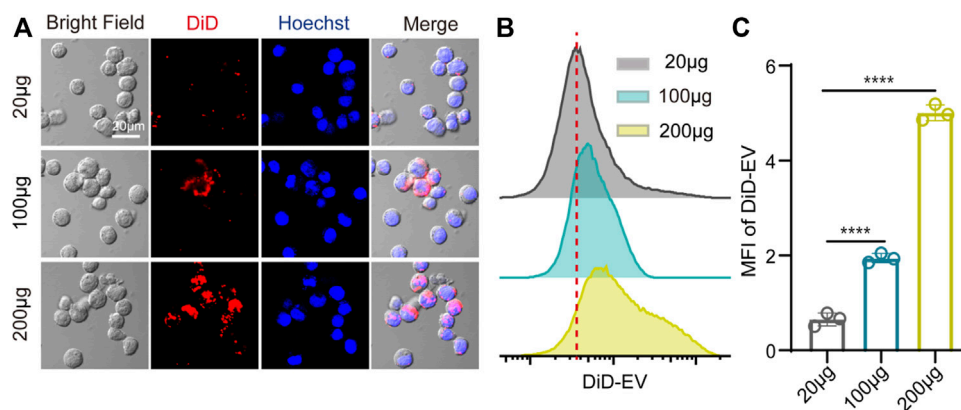 A
Bright Field DiD Hoechst Merge
20µg
20µm
100µg
200µg
B
20µg
100µg
200µg
DiD-EV
C
MFI of DiD-EV
6
4
2
0
****
****
20µg 100µg 200µg